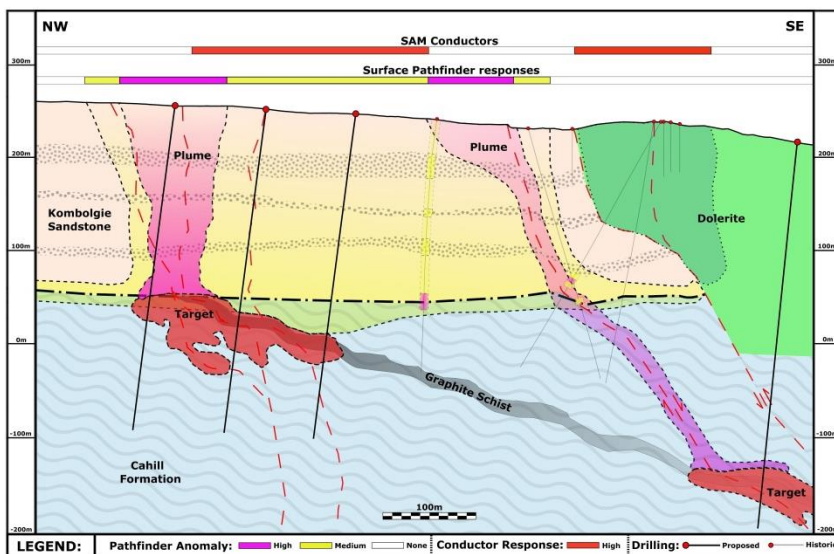 NW
SE
SAM Conductors
Surface Pathfinder responses
300m
300m
200m
200m
100m
100m
0m
0m
-100m
-100m
-200m
-200m
Plume
Plume
Kombolgie
Sandstone
Dolerite
Target
Graphite Schist
Cahill
Formation
100m
Target
LEGEND: Pathfinder Anomaly: High Medium None Conductor Response: High Drilling: Proposed Historic